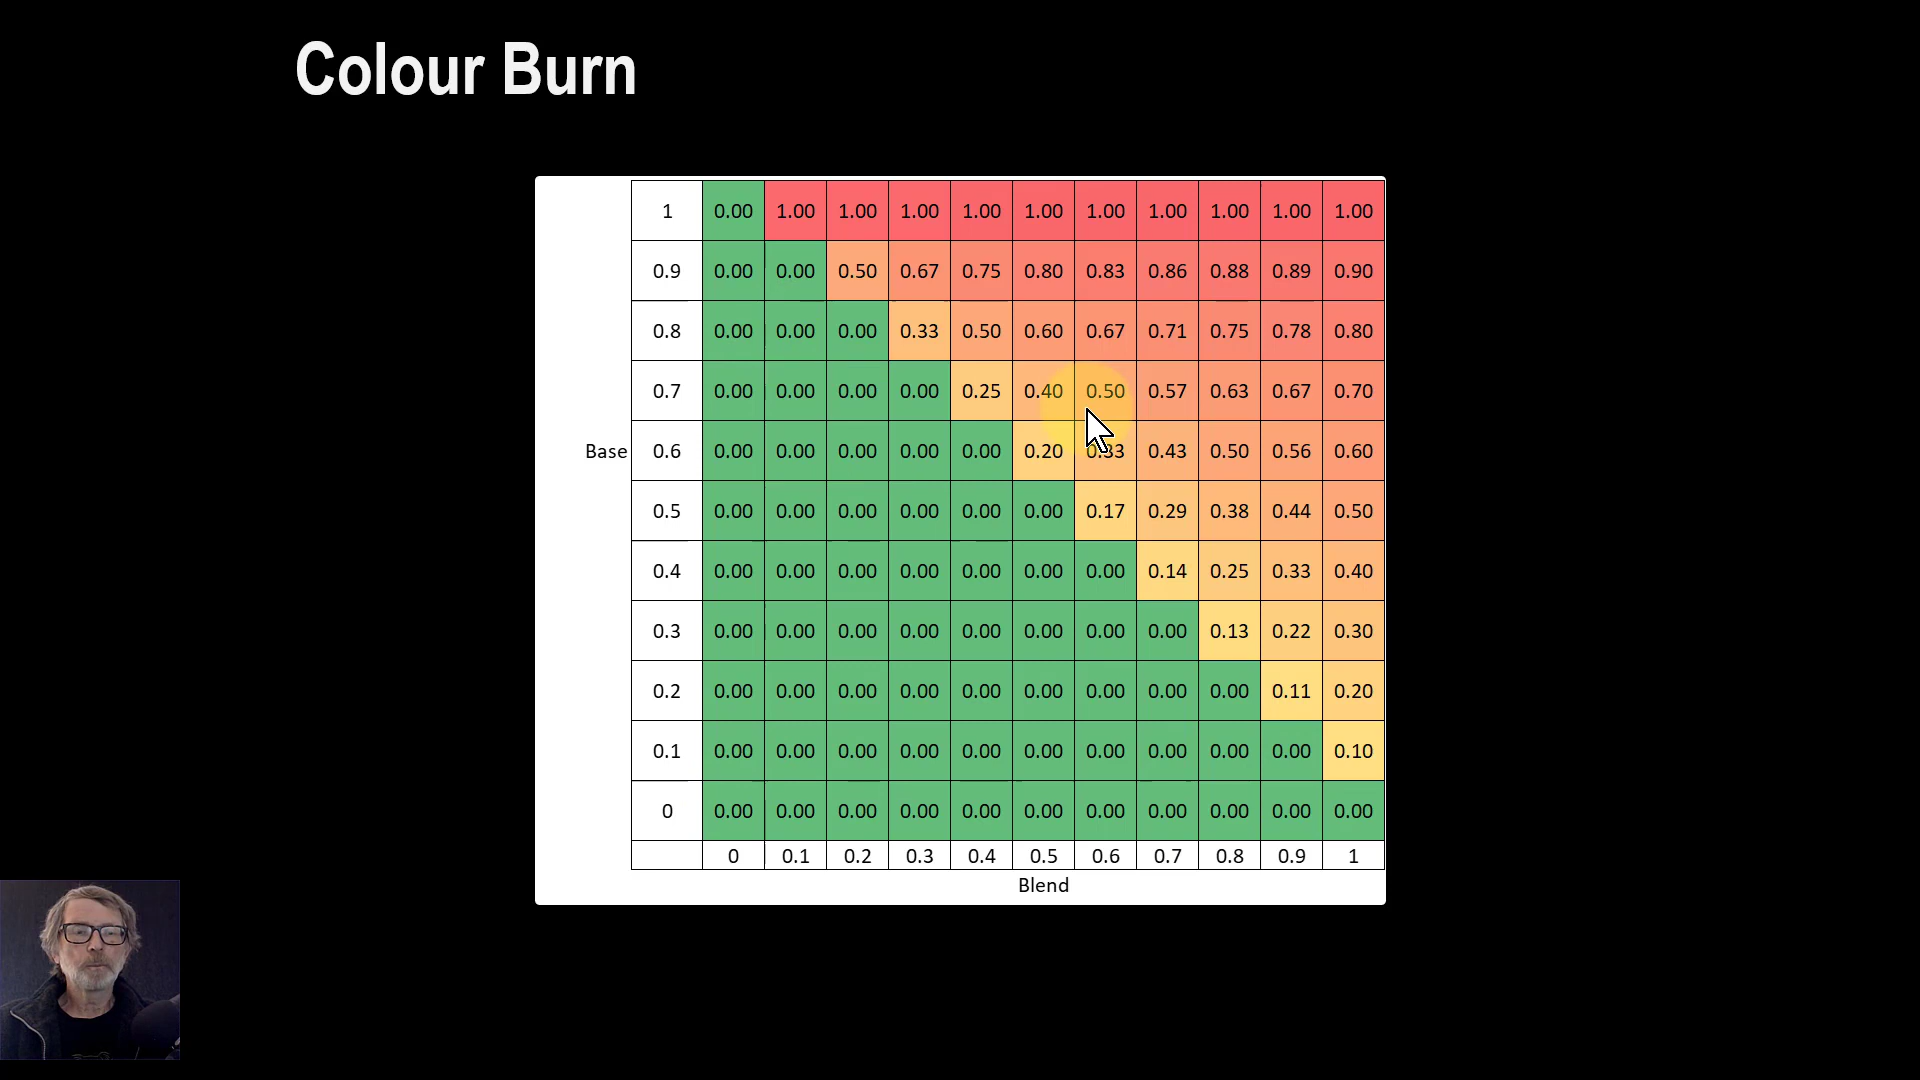 Colour Burn
1 0.00 1.00 1.00 1.00 1.00 1.00 1.00 1.00 1.00 1.00 1.00
0.9 0.00 0.00 0.50 0.67 0.75 0.80 0.83 0.86 0.88 0.89 0.90
0.8 0.00 0.00 0.00 0.33 0.50 0.60 0.67 0.71 0.75 0.78 0.80
0.7 0.00 0.00 0.00 0.00 0.25 0.40 0.50 0.57 0.63 0.67 0.70
Base 0.6 0.00 0.00 0.00 0.00 0.00 0.20 0.33 0.43 0.50 0.56 0.60
0.5 0.00 0.00 0.00 0.00 0.00 0.00 0.17 0.29 0.38 0.44 0.50
0.4 0.00 0.00 0.00 0.00 0.00 0.00 0.00 0.14 0.25 0.33 0.40
0.3 0.00 0.00 0.00 0.00 0.00 0.00 0.00 0.00 0.13 0.22 0.30
0.2 0.00 0.00 0.00 0.00 0.00 0.00 0.00 0.00 0.00 0.11 0.20
0.1 0.00 0.00 0.00 0.00 0.00 0.00 0.00 0.00 0.00 0.00 0.10
0 0.00 0.00 0.00 0.00 0.00 0.00 0.00 0.00 0.00 0.00 0.00
0 0.1 0.2 0.3 0.4 0.5 0.6 0.7 0.8 0.9 1
Blend